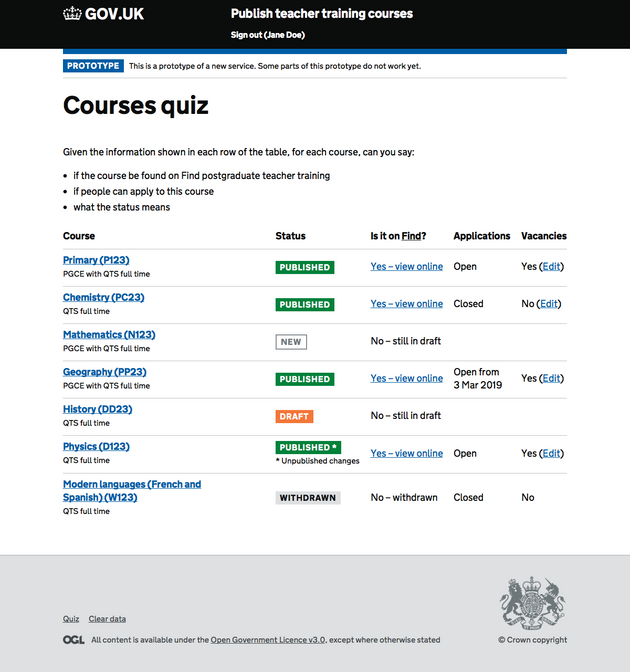 GOV.UK
Publish teacher training courses
Sign out (Jane Doe)
PROTOTYPE This is a prototype of a new service. Some parts of this prototype do not work yet.
Courses quiz
Given the information shown in each row of the table, for each course, can you say:
• if the course be found on Find postgraduate teacher training
• if people can apply to this course
• what the status means
Course Status Is it on Find? Applications Vacancies
Primary (P123)
PGCE with QTS full time
PUBLISHED Yes – view online Open Yes (Edit)
Chemistry (PC23)
QTS full time
PUBLISHED Yes – view online Closed No (Edit)
Mathematics (N123)
PGCE with QTS full time
NEW No – still in draft
Geography (PP23)
PGCE with QTS full time
PUBLISHED Yes – view online Open from
3 Mar 2019
Yes (Edit)
History (DD23)
QTS full time
DRAFT No – still in draft
Physics (D123)
QTS full time
PUBLISHED *
* Unpublished changes
Yes – view online Open Yes (Edit)
Modern languages (French and
Spanish) (W123)
QTS full time
WITHDRAWN No – withdrawn Closed No
Quiz Clear data
OGL All content is available under the Open Government Licence v3.0, except where otherwise stated
© Crown copyright